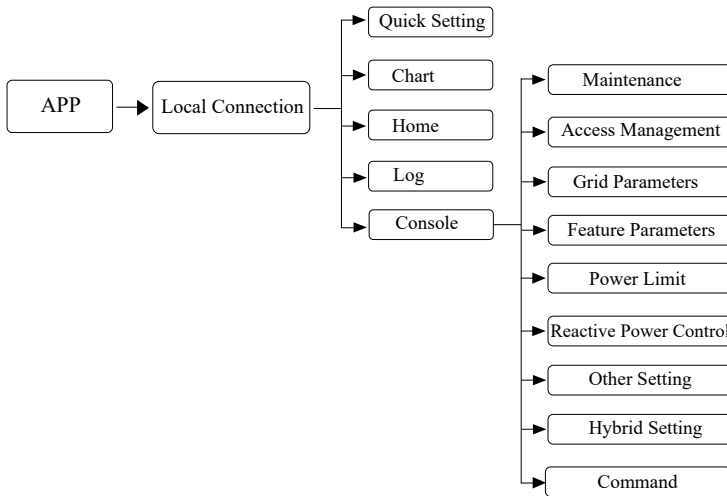 APP
Local Connection
Quick Setting
Chart
Home
Log
Console
Maintenance
Access Management
Grid Parameters
Feature Parameters
Power Limit
Reactive Power Control
Other Setting
Hybrid Setting
Command